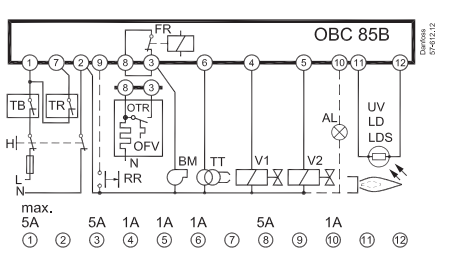 FR
OBC 85B
Danfoss
57-612.12
1 7 2 9 8 3 6 4 5 10 11 12
8 3
TB TR OTR
OFV
AL
UV
LD
LDS
H
N
BM TT V1 V2
L
N
RR
max.
5A 5A 1A 1A 1A 5A 1A
1 2 3 4 5 6 7 8 9 10 11 12